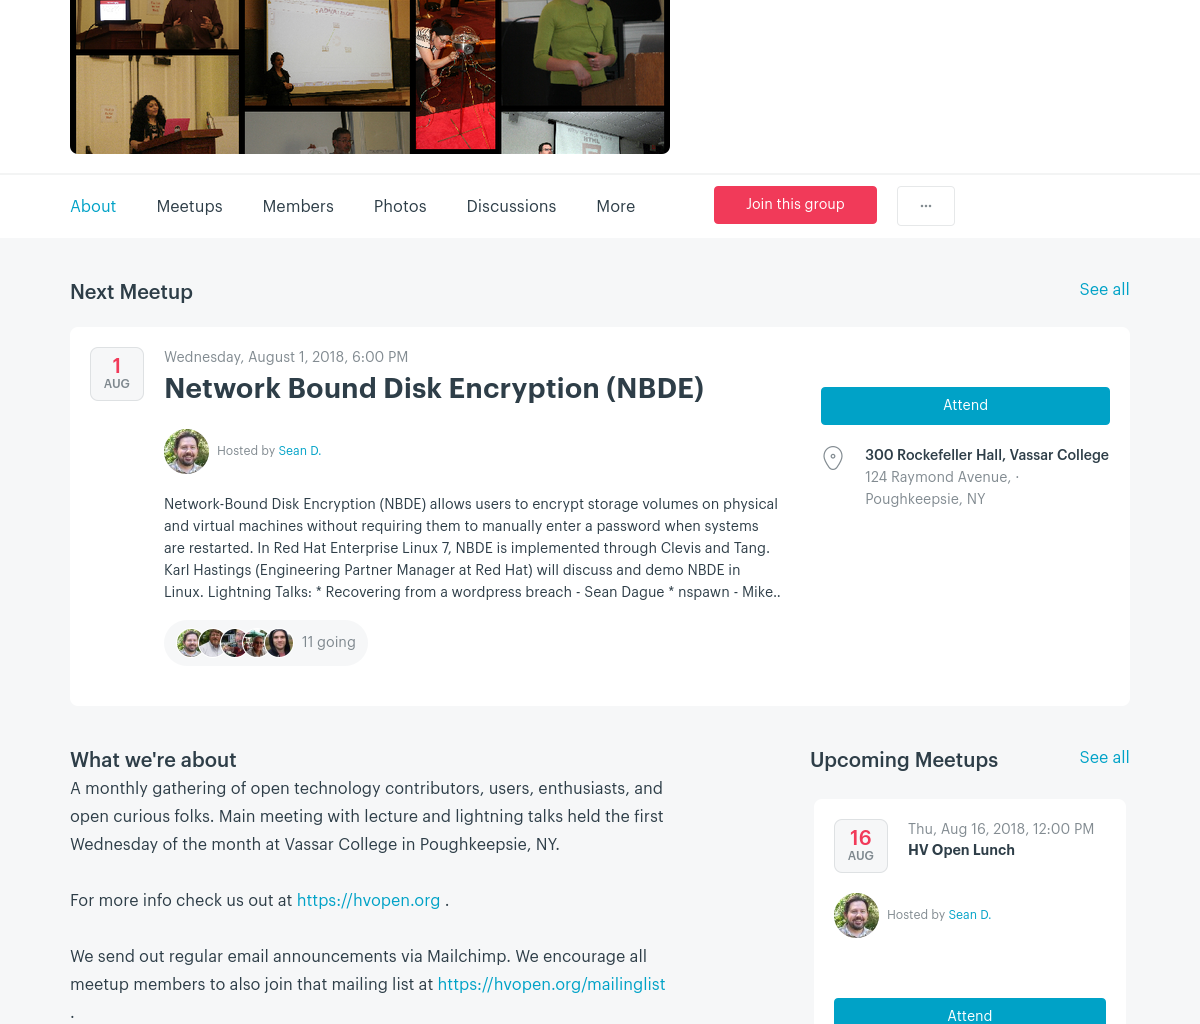 About Meetups Members Photos Discussions More Join this group ...
Next Meetup See all
1
AUG
Wednesday, August 1, 2018, 6:00 PM
Network Bound Disk Encryption (NBDE)
Hosted by Sean D.
Network-Bound Disk Encryption (NBDE) allows users to encrypt storage volumes on physical
and virtual machines without requiring them to manually enter a password when systems
are restarted. In Red Hat Enterprise Linux 7, NBDE is implemented through Clevis and Tang.
Karl Hastings (Engineering Partner Manager at Red Hat) will discuss and demo NBDE in
Linux. Lightning Talks: * Recovering from a wordpress breach - Sean Dague * nspawn - Mike..
11 going
Attend
300 Rockefeller Hall, Vassar College
124 Raymond Avenue, ·
Poughkeepsie, NY
What we're about
A monthly gathering of open technology contributors, users, enthusiasts, and
open curious folks. Main meeting with lecture and lightning talks held the first
Wednesday of the month at Vassar College in Poughkeepsie, NY.
For more info check us out at https://hvopen.org .
We send out regular email announcements via Mailchimp. We encourage all
meetup members to also join that mailing list at https://hvopen.org/mailinglist
.
Upcoming Meetups See all
16
AUG
Thu, Aug 16, 2018, 12:00 PM
HV Open Lunch
Hosted by Sean D.
Attend